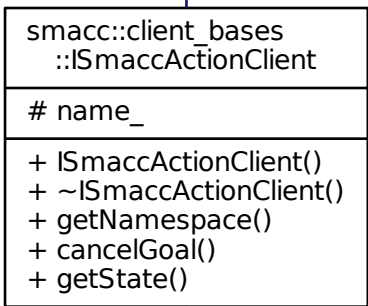 smacc::client_bases
::ISmaccActionClient
# name_
+ ISmaccActionClient()
+ ~ISmaccActionClient()
+ getNamespace()
+ cancelGoal()
+ getState()